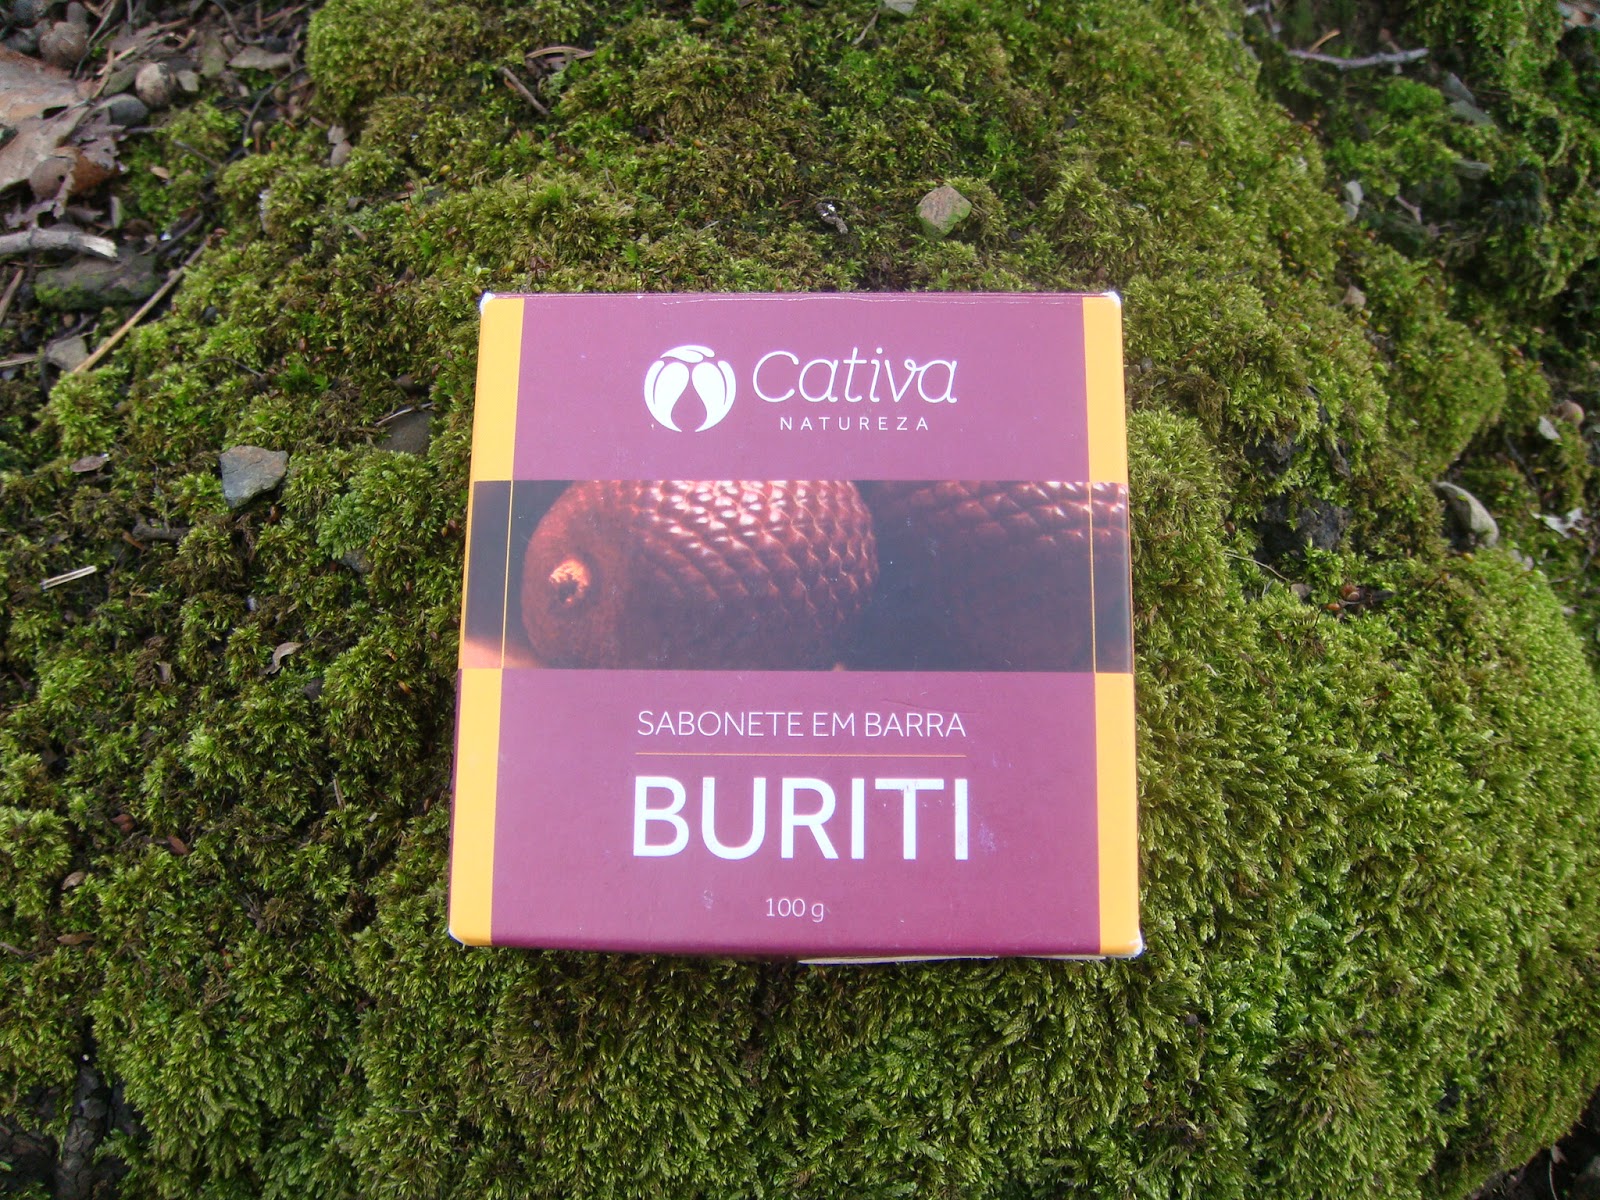 Cativa
NATUREZA
SABONETE EM BARRA
BURITI
100 g